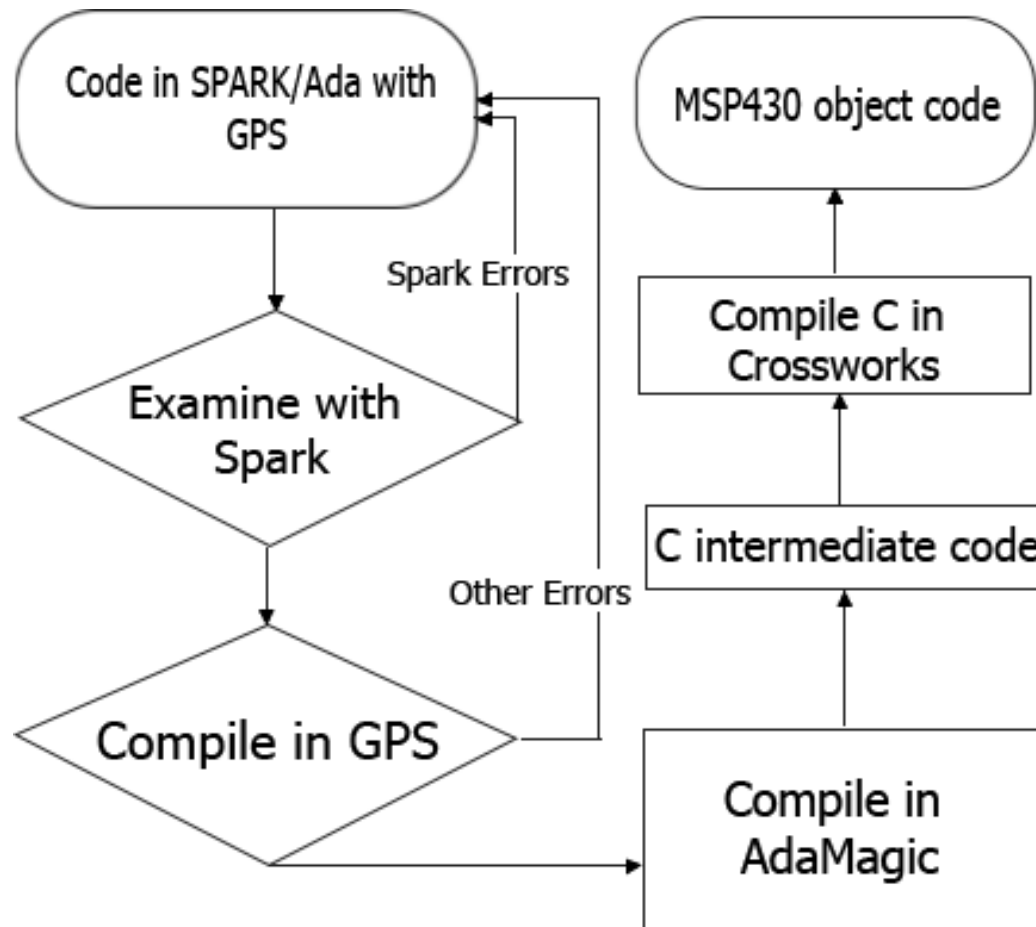 Code in SPARK/Ada with
GPS
Spark Errors
Examine with
Spark
Other Errors
Compile in GPS
Compile in
AdaMagic
C intermediate code
Compile C in
Crossworks
MSP430 object code